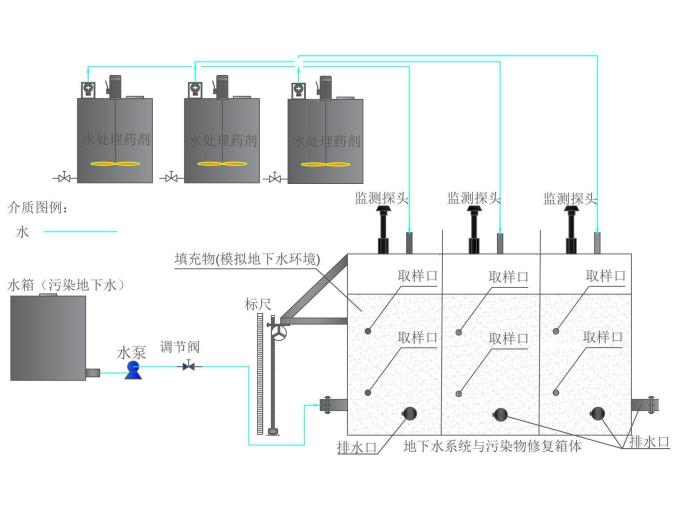 水处理药剂
水处理药剂
水处理药剂
介质图例：
水
监测探头
监测探头
监测探头
填充物(模拟地下水环境)
水箱（污染地下水）
标尺
取样口
取样口
取样口
水泵
调节阀
取样口
取样口
取样口
排水口
地下水系统与污染物修复箱体
排水口